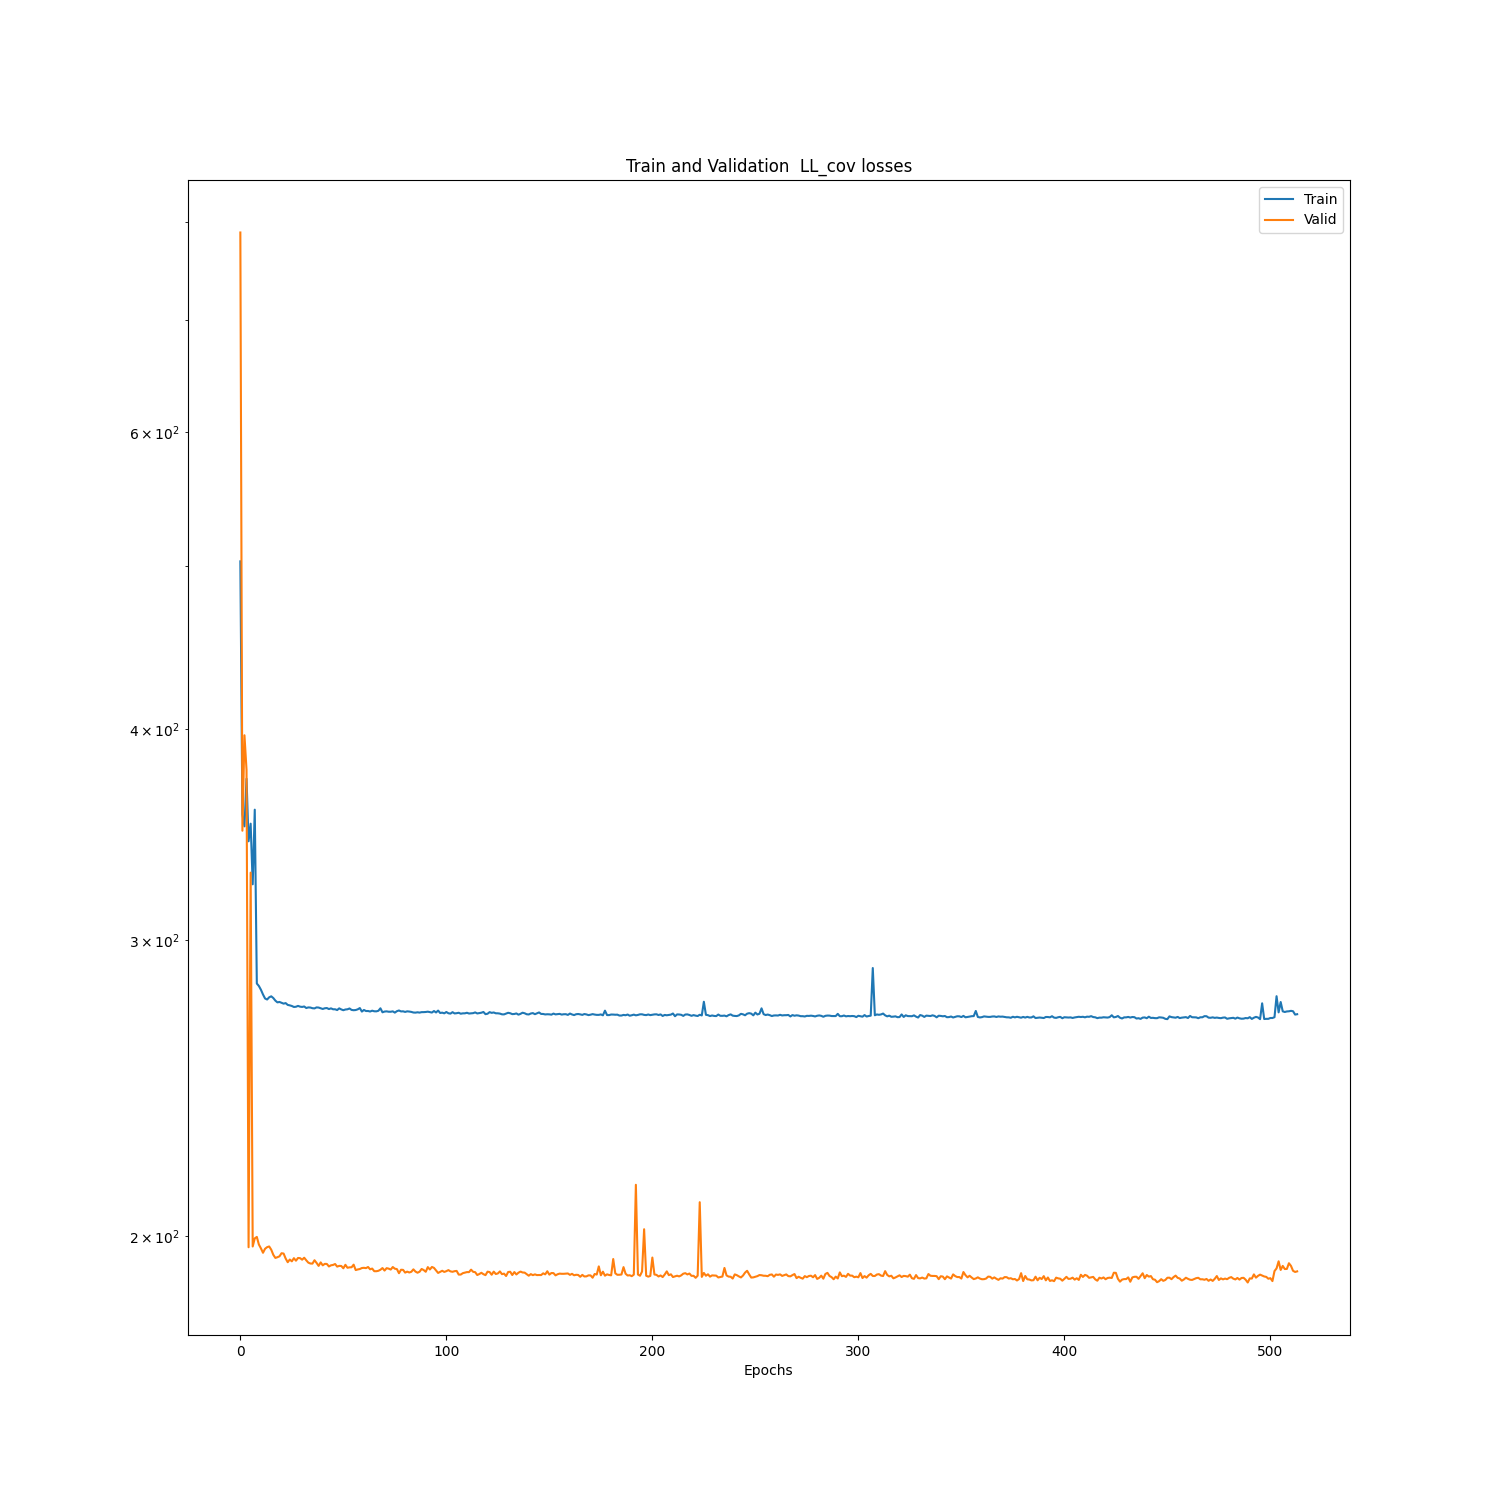 Train and Validation  LL_cov losses
Train
Valid
6 × 10²
4 × 10²
3 × 10²
2 × 10²
0 100 200 300 400 500
Epochs